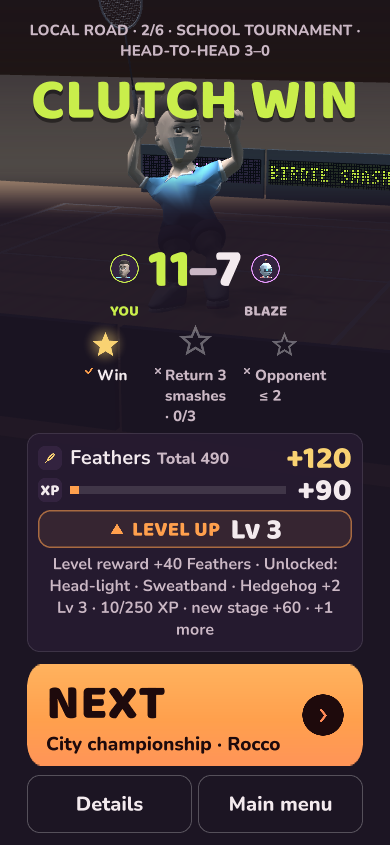 LOCAL ROAD · 2/6 · SCHOOL TOURNAMENT ·
HEAD-TO-HEAD 3–0
CLUTCH WIN
BIRDIE SMASH
11–7
YOU
BLAZE
Win
Return 3
smashes
· 0/3
Opponent
≤ 2
Feathers Total 490 +120
XP +90
LEVEL UP Lv 3
Level reward +40 Feathers · Unlocked:
Head-light · Sweatband · Hedgehog +2
Lv 3 · 10/250 XP · new stage +60 · +1
more
NEXT
City championship · Rocco
Details
Main menu